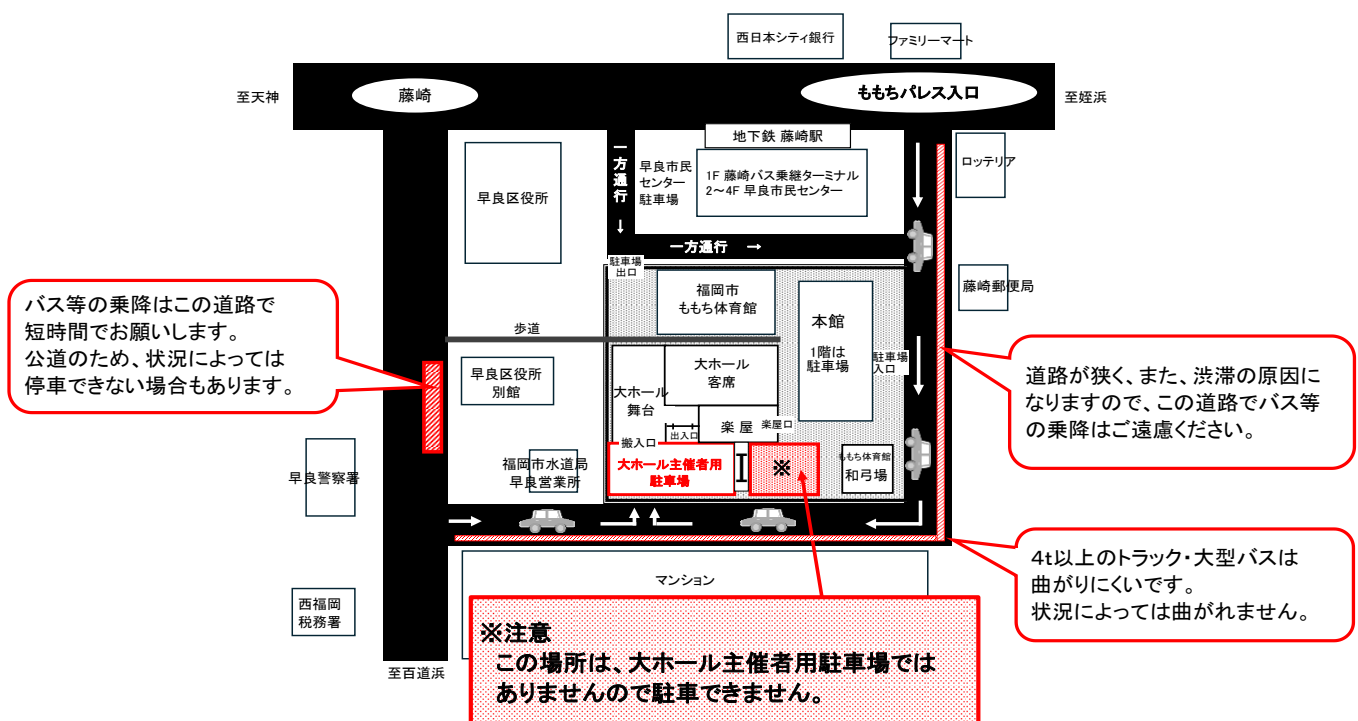 西日本シティ銀行
ファミリーマート
至天神
藤崎
ももちパレス入口
至姪浜
地下鉄 藤崎駅
一方通行
↓
早良市民
センター
駐車場
1F 藤崎バス乗継ターミナル
2～4F 早良市民センター
ロッテリア
早良区役所
一方通行 →
駐車場
出口
福岡市
ももち体育館
藤崎郵便局
バス等の乗降はこの道路で
短時間でお願いします。
公道のため、状況によっては
停車できない場合もあります。
歩道
本館
1階は
駐車場
駐車場
入口
早良区役所
別館
大ホール
舞台
大ホール
客席
道路が狭く、また、渋滞の原因に
なりますので、この道路でバス等
の乗降はご遠慮ください。
楽屋
楽屋口
出入口
搬入口
早良警察署
福岡市水道局
早良営業所
大ホール主催者用
駐車場
※
ももち体育館
和弓場
4t以上のトラック・大型バスは
曲がりにくいです。
状況によっては曲がれません。
マンション
西福岡
税務署
※注意
この場所は、大ホール主催者用駐車場では
ありませんので駐車できません。
至百道浜